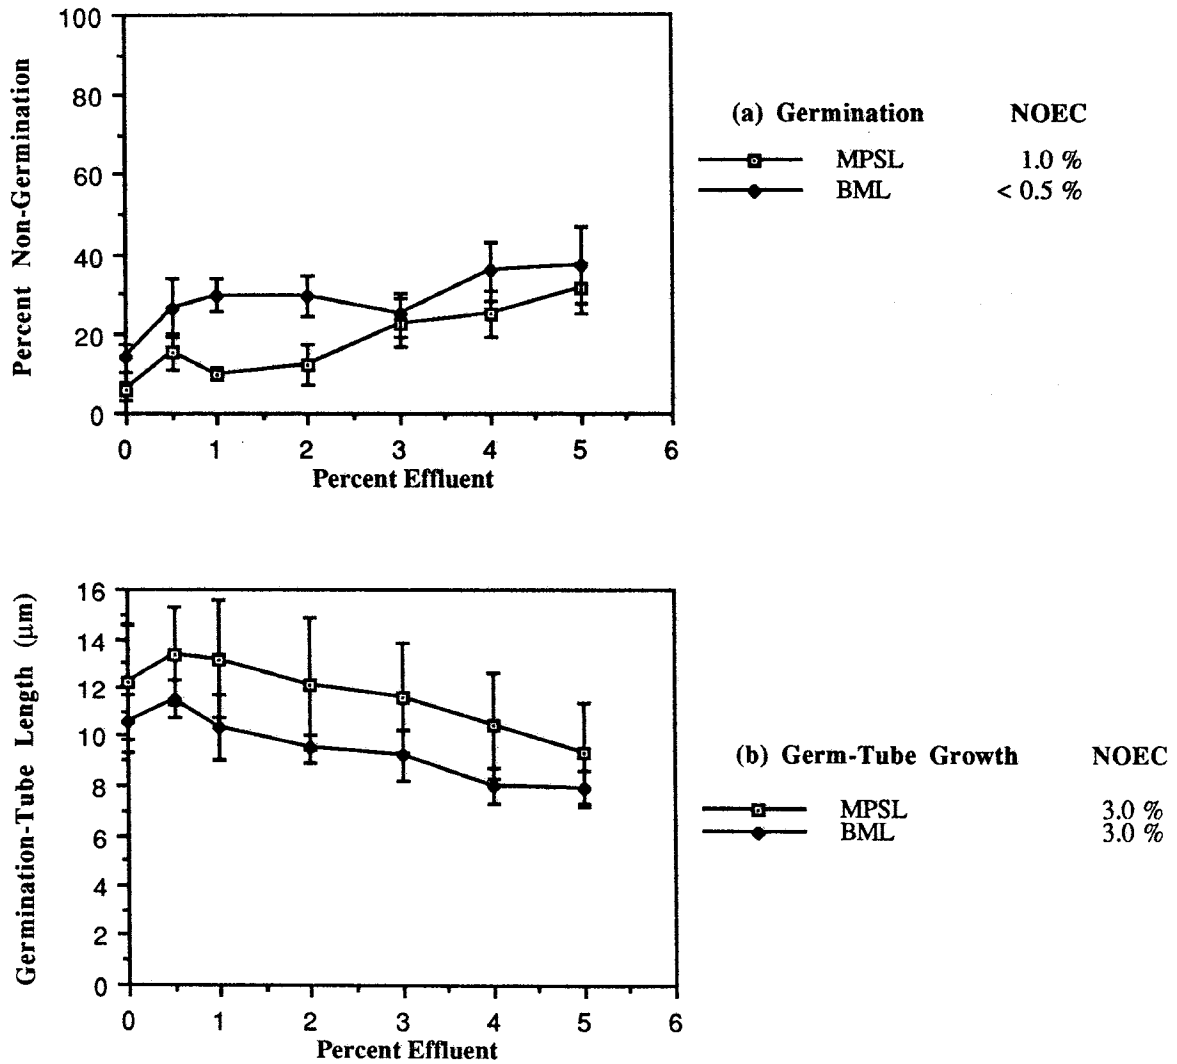 100
80
60
40
20
0
Percent Non-Germination
0 1 2 3 4 5 6
Percent Effluent
(a) Germination NOEC
MPSL 1.0 %
BML < 0.5 %
16
14
12
10
8
6
4
2
0
Germination-Tube Length (µm)
0 1 2 3 4 5 6
Percent Effluent
(b) Germ-Tube Growth NOEC
MPSL 3.0 %
BML 3.0 %